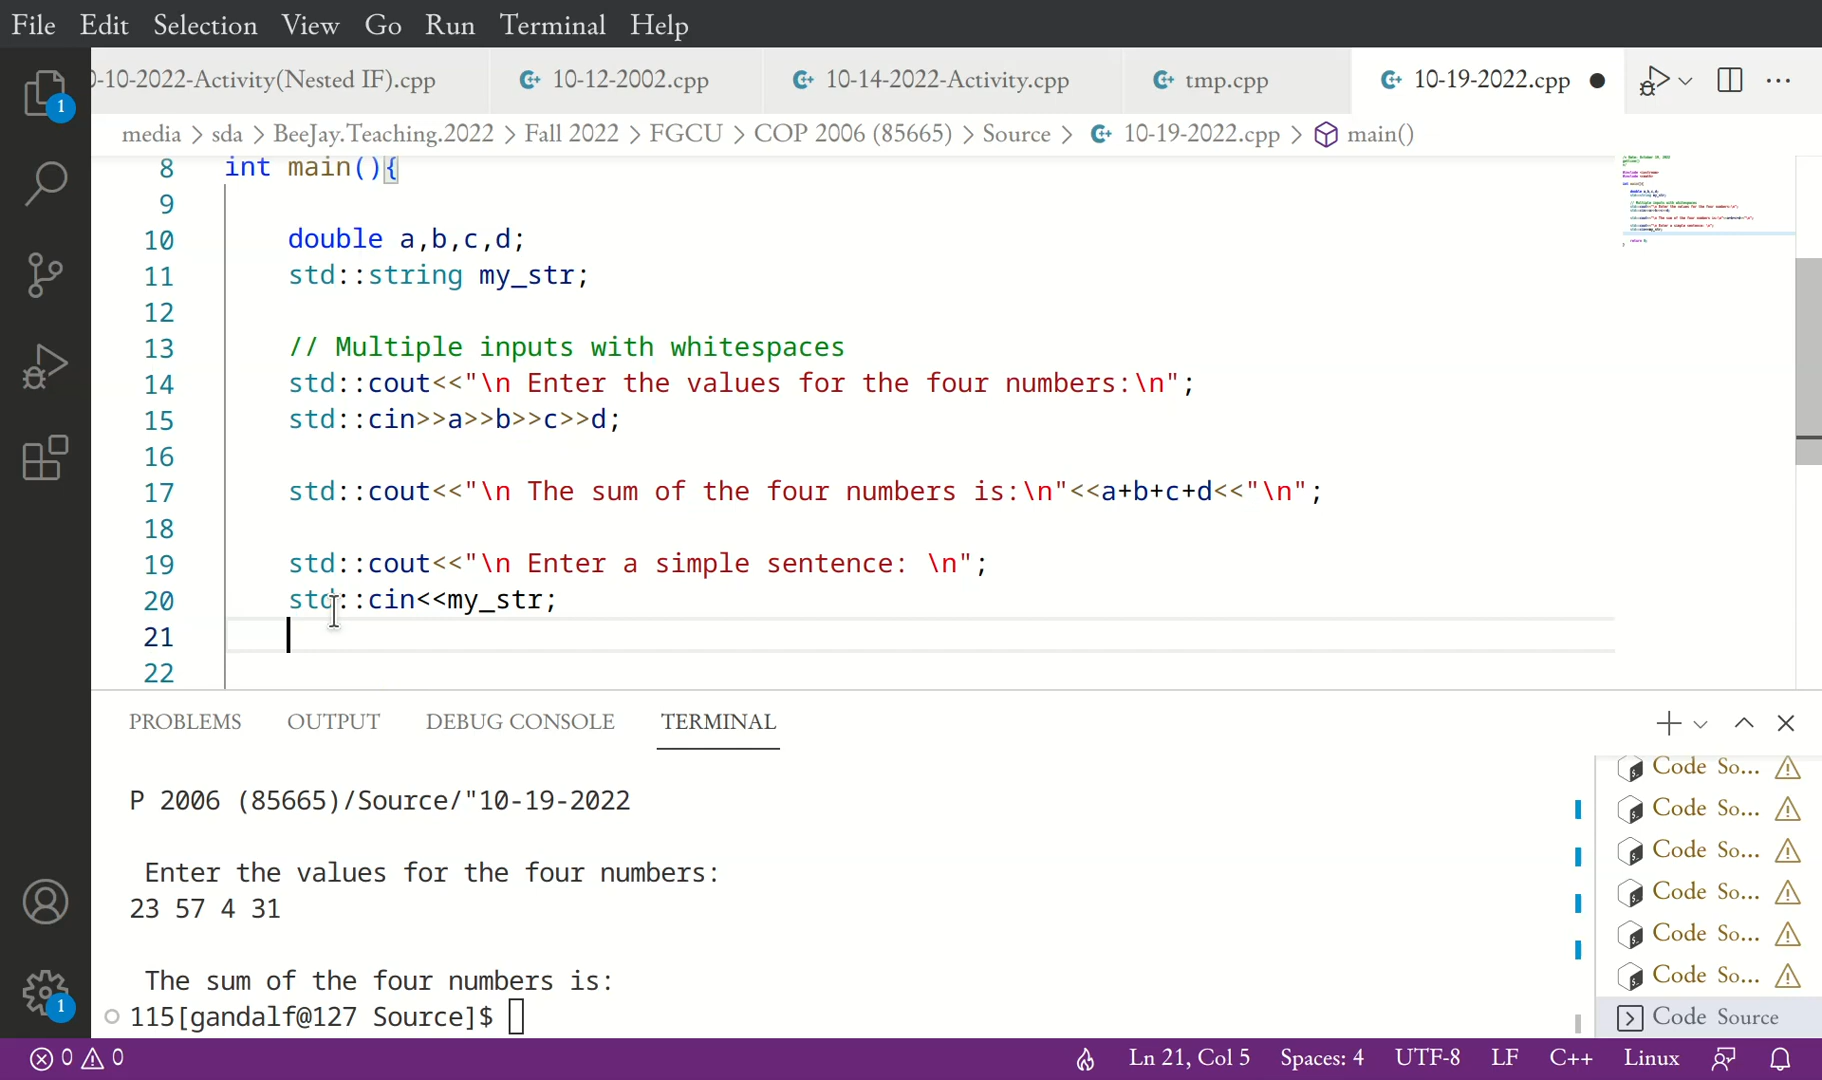 File Edit Selection View Go Run Terminal Help
0-10-2022-Activity(Nested IF).cpp 10-12-2002.cpp 10-14-2022-Activity.cpp tmp.cpp 10-19-2022.cpp
media > sda > BeeJay.Teaching.2022 > Fall 2022 > FGCU > COP 2006 (85665) > Source > 10-19-2022.cpp > main()
8 int main(){
9
10 double a,b,c,d;
11 std::string my_str;
12
13 // Multiple inputs with whitespaces
14 std::cout<<"\n Enter the values for the four numbers:\n";
15 std::cin>>a>>b>>c>>d;
16
17 std::cout<<"\n The sum of the four numbers is:\n"<<a+b+c+d<<"\n";
18
19 std::cout<<"\n Enter a simple sentence: \n";
20 std::cin<<my_str;
21
22
PROBLEMS OUTPUT DEBUG CONSOLE TERMINAL
P 2006 (85665)/Source/"10-19-2022
Enter the values for the four numbers:
23 57 4 31
The sum of the four numbers is:
115[gandalf@127 Source]$
Code So...
Code So...
Code So...
Code So...
Code So...
Code So...
Code Source
1
1
0 0 Ln 21, Col 5 Spaces: 4 UTF-8 LF C++ Linux